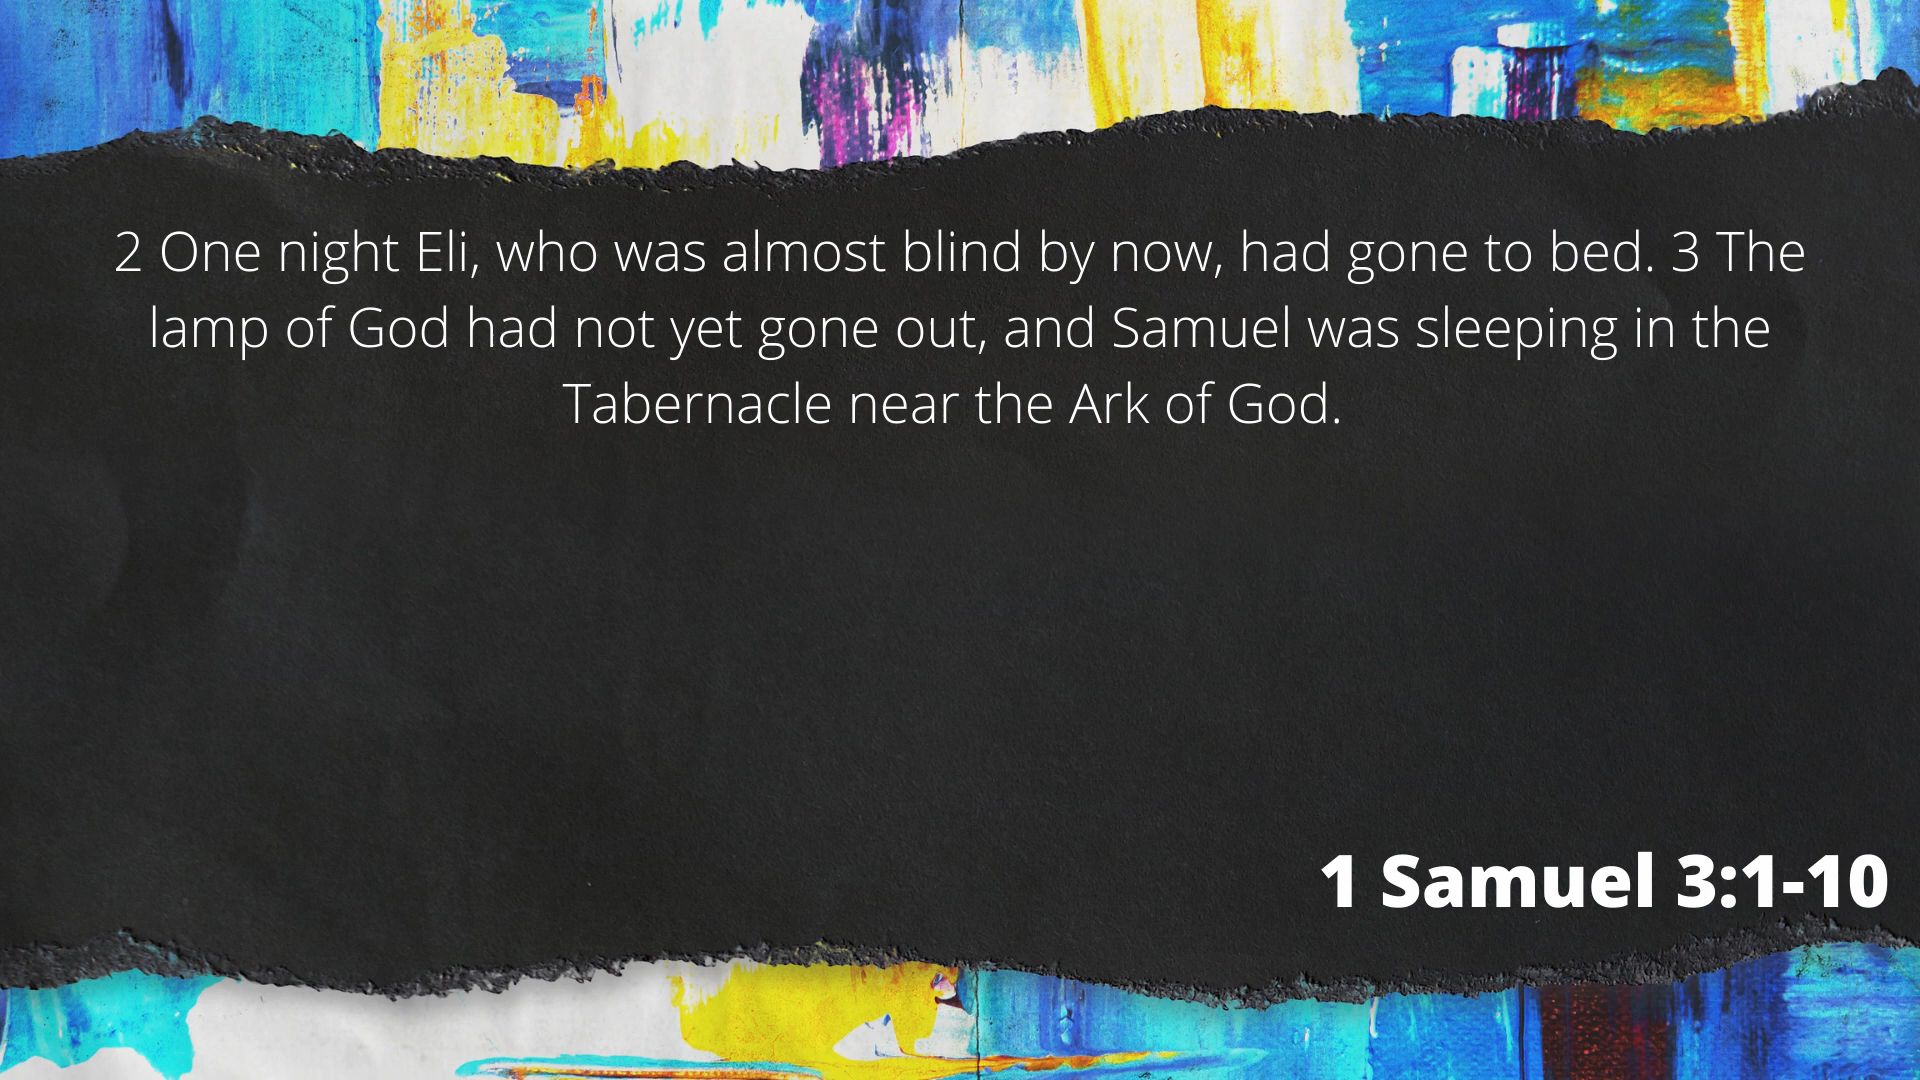 2 One night Eli, who was almost blind by now, had gone to bed. 3 The
lamp of God had not yet gone out, and Samuel was sleeping in the
Tabernacle near the Ark of God.
1 Samuel 3:1-10